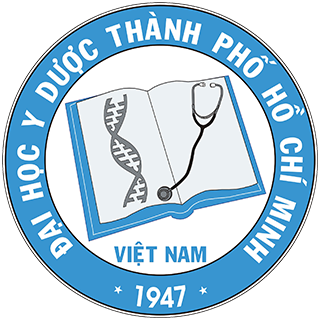 ĐẠI HỌC Y DƯỢC THÀNH PHỐ HỒ CHÍ MINH
VIỆT NAM
1947